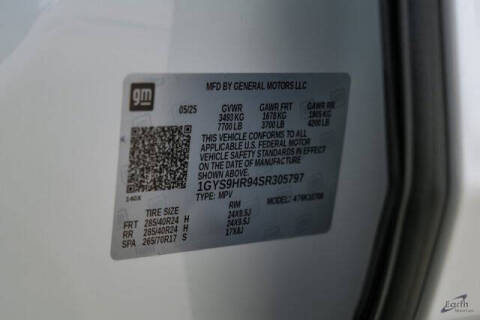 gm
MFD BY GENERAL MOTORS LLC
05/25 GVWR GAWR FRT GAWR RR
3493 KG 1678 KG 1905 KG
7700 LB 3700 LB 4200 LB
THIS VEHICLE CONFORMS TO ALL
APPLICABLE U.S. FEDERAL MOTOR
VEHICLE SAFETY STANDARDS IN EFFECT
ON THE DATE OF MANUFACTURE
SHOWN ABOVE.
1GYS9HR94SR305797
TYPE: MPV MODEL:
140X
TIRE SIZE RIM
FRT 285/40R24 H 24X9.5J
RR 285/40R24 H 24X9.5J
SPA 265/70R17 S 17X8J
Earth